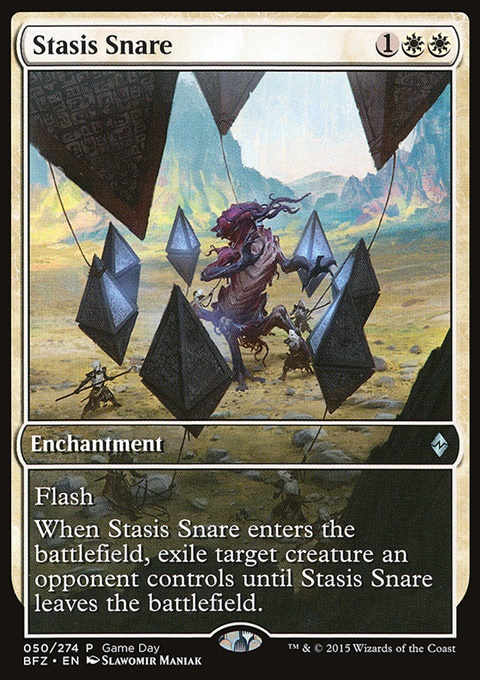 Stasis Snare 1
Enchantment
Flash
When Stasis Snare enters the
battlefield, exile target creature an
opponent controls until Stasis Snare
leaves the battlefield.
050/274 P Game Day
BFZ • EN Slawomir Maniak
™ & © 2015 Wizards of the Coast